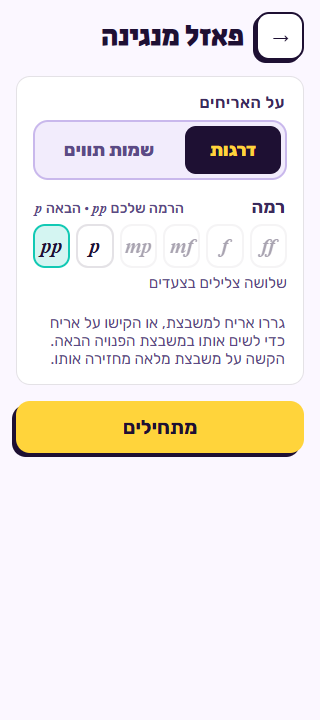 → פאזל מנגינה
על האריחים
דרגות שמות תווים
רמה הרמה שלכם pp • הבאה p
ff f mf mp p pp
שלושה צלילים בצעדים
גררו אריח למשבצת, או הקישו על אריח
כדי לשים אותו במשבצת הפנויה הבאה.
הקשה על משבצת מלאה מחזירה אותו.
מתחילים